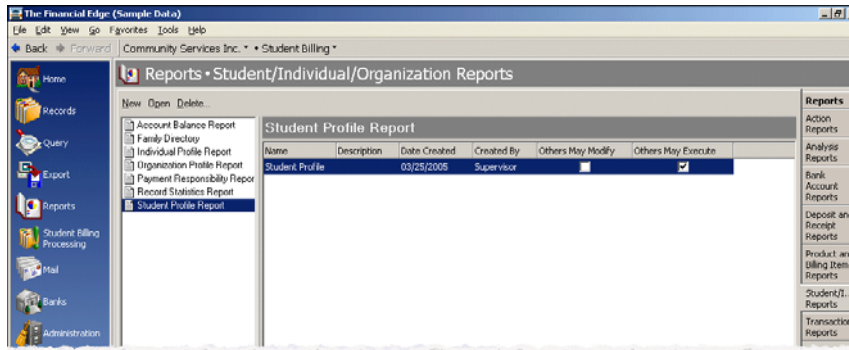 The Financial Edge (Sample Data)
File Edit View Go Favorites Tools Help
Back Forward Community Services Inc. • Student Billing
Home
Records
Query
Export
Reports
Student Billing
Processing
Mail
Banks
Administration
Reports • Student/Individual/Organization Reports
New Open Delete...
Account Balance Report
Family Directory
Individual Profile Report
Organization Profile Report
Payment Responsibility Repor
Record Statistics Report
Student Profile Report
Student Profile Report
Name Description Date Created Created By Others May Modify Others May Execute
Student Profile 03/25/2005 Supervisor
Reports
Action
Reports
Analysis
Reports
Bank
Account
Reports
Deposit an
Receipt
Reports
Product an
Billing Item
Reports
Student/I...
Reports
Transaction
Reports